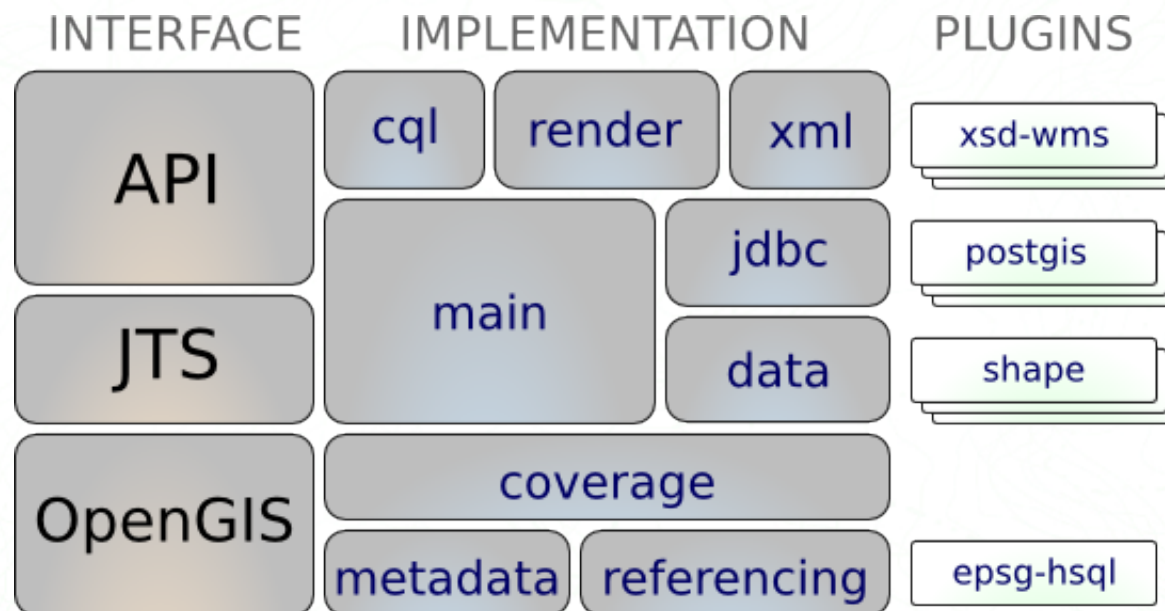 INTERFACE IMPLEMENTATION PLUGINS
API
cql render xml
xsd-wms
main
jdbc
postgis
JTS
data
shape
OpenGIS
coverage
metadata referencing
epsg-hsql